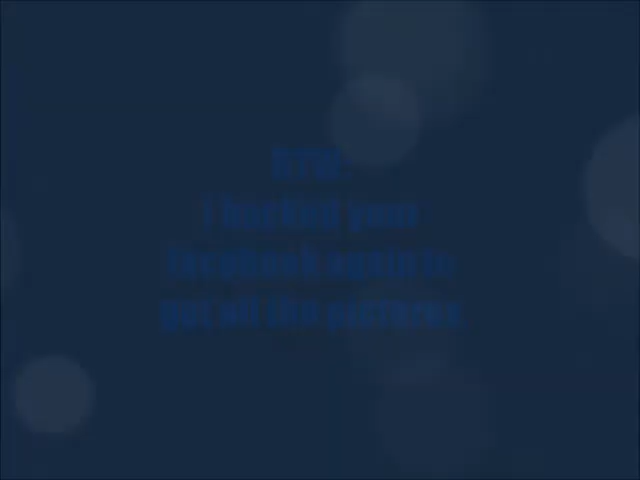 BTW:
I hacked your
facebook again to
get all the pictures.